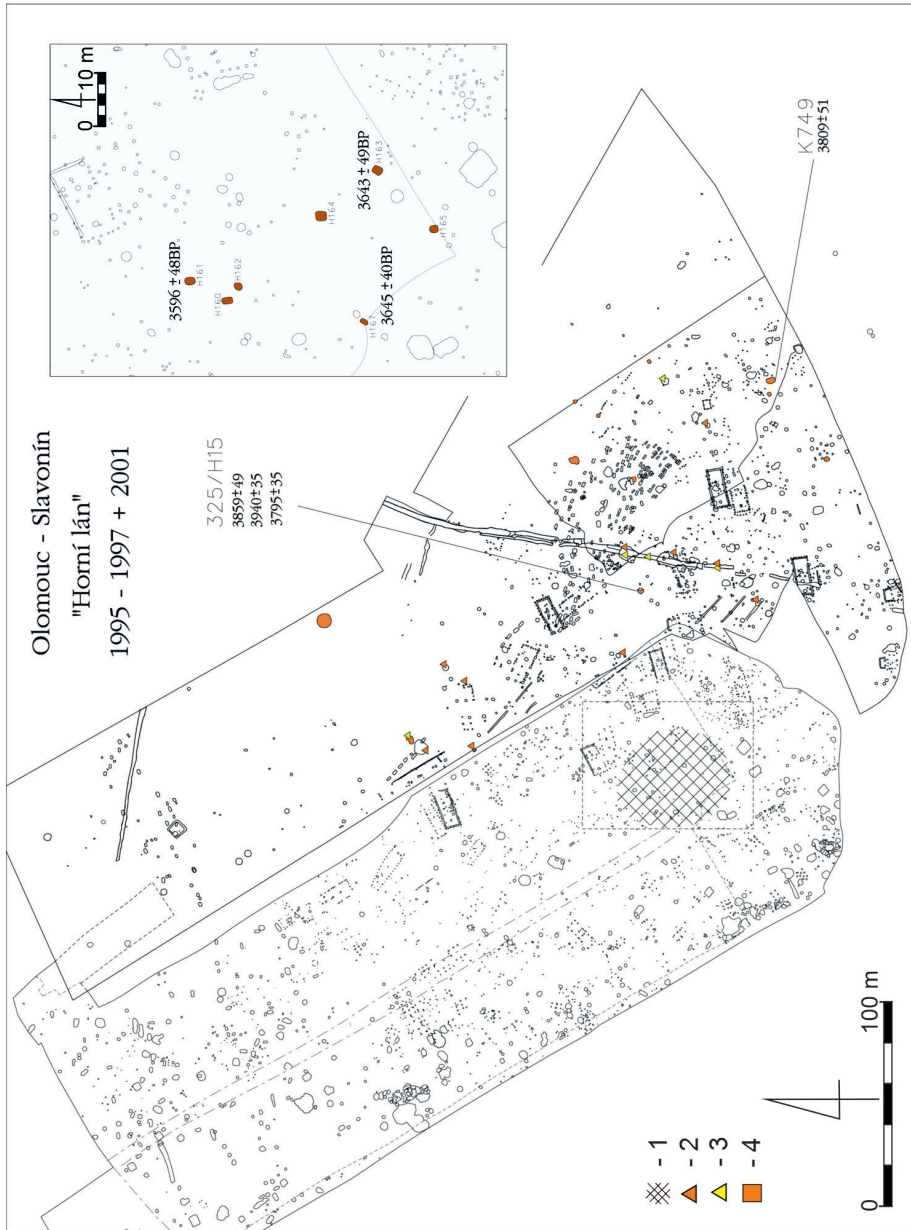 Olomouc - Slavonín
"Horní lán"
1995 - 1997 + 2001
0 10 m
3596 ±48BP
H161
H160
H162
H164
3643 ±49BP
H163
H165
H167
3645 ±40BP
325/H15
3859±49
3940±35
3795±35
K749
3809±51
- 1
- 2
- 3
- 4
0 100 m